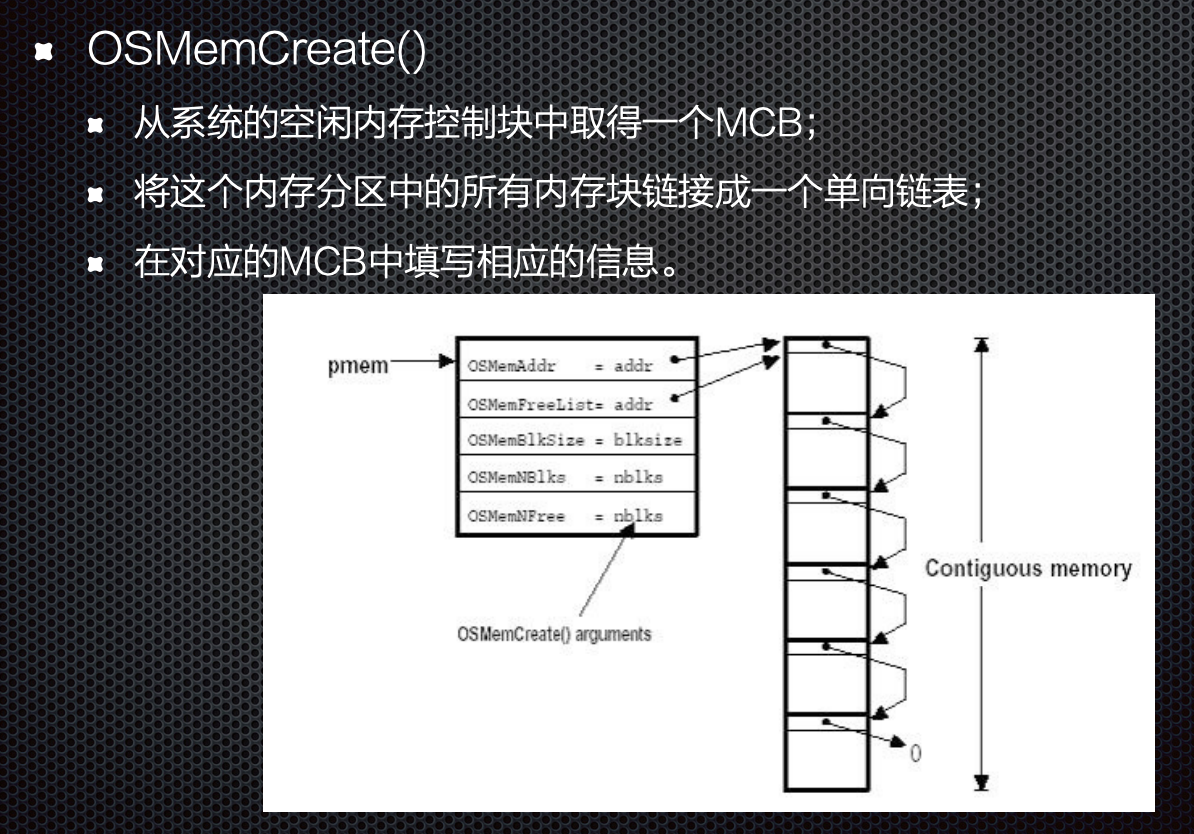 OSMemCreate()
从系统的空闲内存控制块中取得一个MCB;
将这个内存分区中的所有内存块链接成一个单向链表;
在对应的MCB中填写相应的信息。
pmem
OSMemAddr = addr
OSMemFreeList= addr
OSMemBlkSize = blksize
OSMemNBlks = nblks
OSMemNFree = nblks
Contiguous memory
OSMemCreate() arguments
0